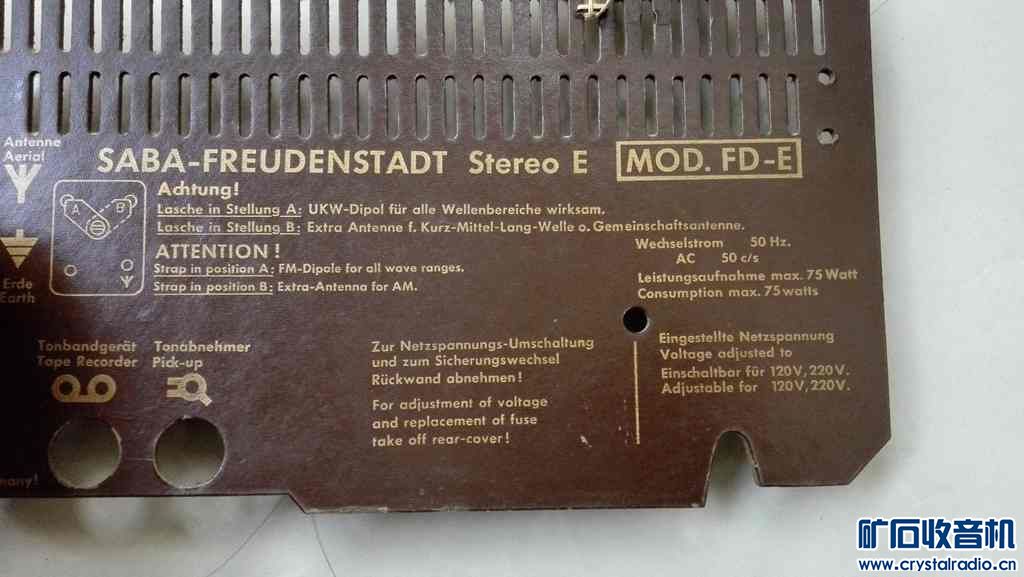 Antenne
Aerial
SABA-FREUDENSTADT Stereo E MOD. FD-E
Achtung!
Lasche in Stellung A: UKW-Dipol für alle Wellenbereiche wirksam.
Lasche in Stellung B: Extra Antenne f. Kurz-Mittel-Lang-Welle o. Gemeinschaftsantenne.
A B
ATTENTION!
Strap in position A: FM-Dipole for all wave ranges.
Strap in position B: Extra-Antenna for AM.
Wechselstrom 50 Hz.
AC 50 c/s
Leistungsaufnahme max. 75 Watt
Consumption max. 75 watts
Erde
Earth
Tonbandgerät
Tape Recorder
Tonabnehmer
Pick-up
Zur Netzspannungs-Umschaltung
und zum Sicherungswechsel
Rückwand abnehmen!
For adjustment of voltage
and replacement of fuse
take off rear-cover!
Eingestellte Netzspannung
Voltage adjusted to
Einschaltbar für 120V, 220V.
Adjustable for 120V, 220V.
矿石收音机
www.crystalradio.cn